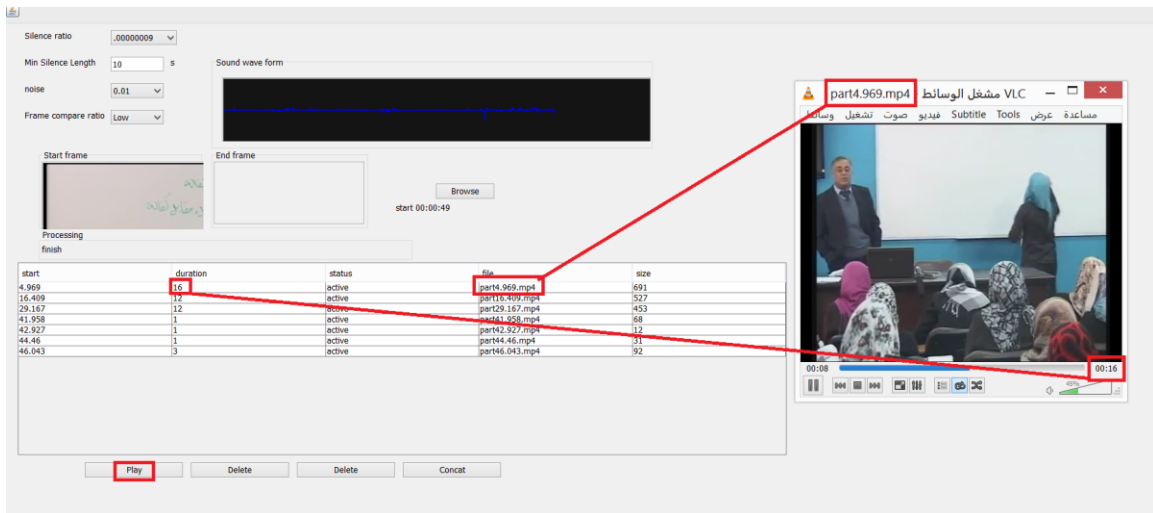 Silence ratio .00000009
Min Silence Length 10 s Sound wave form
noise 0.01
Frame compare ratio Low
Start frame End frame
Browse
start 00:00:49
Processing
finish
start duration status file size
4.969 16 active part4.969.mp4 691
16.409 12 active part16.409.mp4 527
29.167 12 active part29.167.mp4 453
41.958 1 active part41.958.mp4 68
42.927 1 active part42.927.mp4 12
44.46 1 active part44.46.mp4 31
46.043 3 active part46.043.mp4 92
Play Delete Delete Concat
part4.969.mp4 - مشغل الوسائط VLC
وسائط تشغيل صوت فيديو Subtitle Tools عرض مساعدة
00:08 00:16
45%